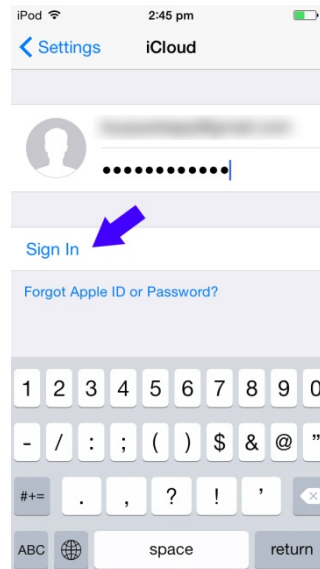 iPod 2:45 pm
Settings iCloud
••••••••••••
Sign In
Forgot Apple ID or Password?
1 2 3 4 5 6 7 8 9 0
- / : ; ( ) $ & @ "
#+= . , ? ! ’
ABC space return